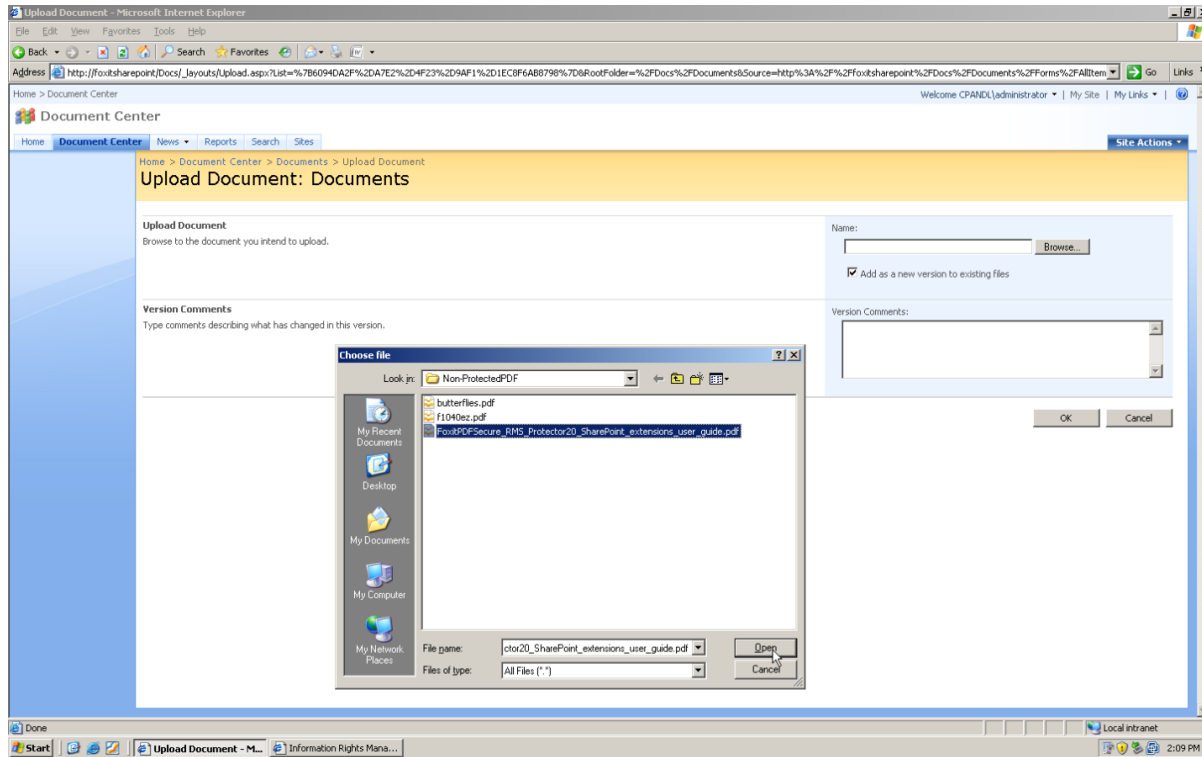 Upload Document - Microsoft Internet Explorer
File Edit View Favorites Tools Help
Back Search Favorites
Address http://foxitsharepoint/Docs/_layouts/Upload.aspx?List=%7B6094DA2F%2DA7E2%2D4F23%2D9AF1%2D1EC8F6AB8798%7D&RootFolder=%2FDocs%2FDocuments&Source=http%3A%2F%2Ffoxitsharepoint%2FDocs%2FDocuments%2FForms%2FAllItem Go Links
Home > Document Center Welcome CPANDL\administrator | My Site | My Links |
Document Center
Home Document Center News Reports Search Sites Site Actions
Home > Document Center > Documents > Upload Document
Upload Document: Documents
Upload Document
Browse to the document you intend to upload.
Name:
Browse...
Add as a new version to existing files
Version Comments
Type comments describing what has changed in this version.
Version Comments:
OK Cancel
Choose file
Look in: Non-ProtectedPDF
My Recent Documents
Desktop
My Documents
My Computer
My Network Places
butterflies.pdf
f1040ez.pdf
FoxitPDFSecure_RMS_Protector20_SharePoint_extensions_user_guide.pdf
File name: ctor20_SharePoint_extensions_user_guide.pdf Open
Files of type: All Files (*.*) Cancel
Done Local intranet
Start Upload Document - M... Information Rights Mana... 2:09 PM